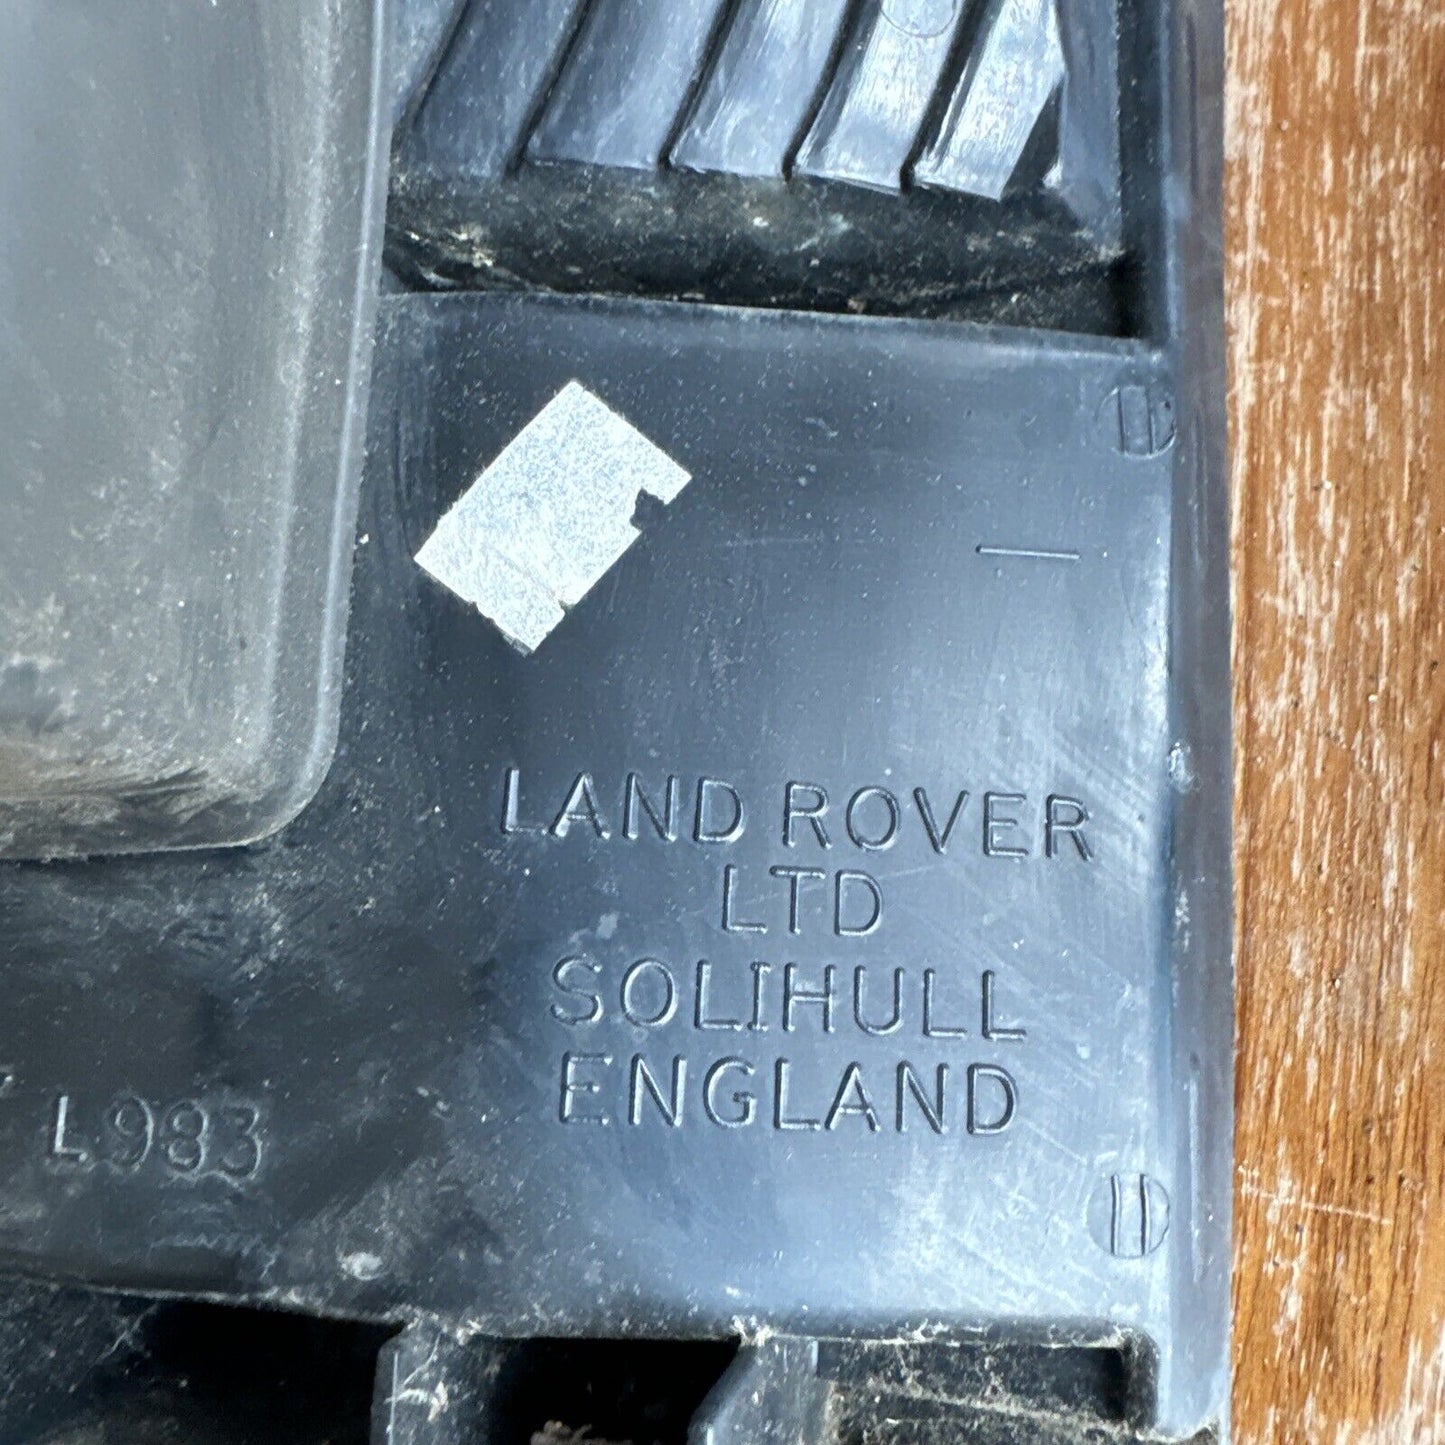 LAND ROVER
LTD
SOLIHULL
ENGLAND
L983